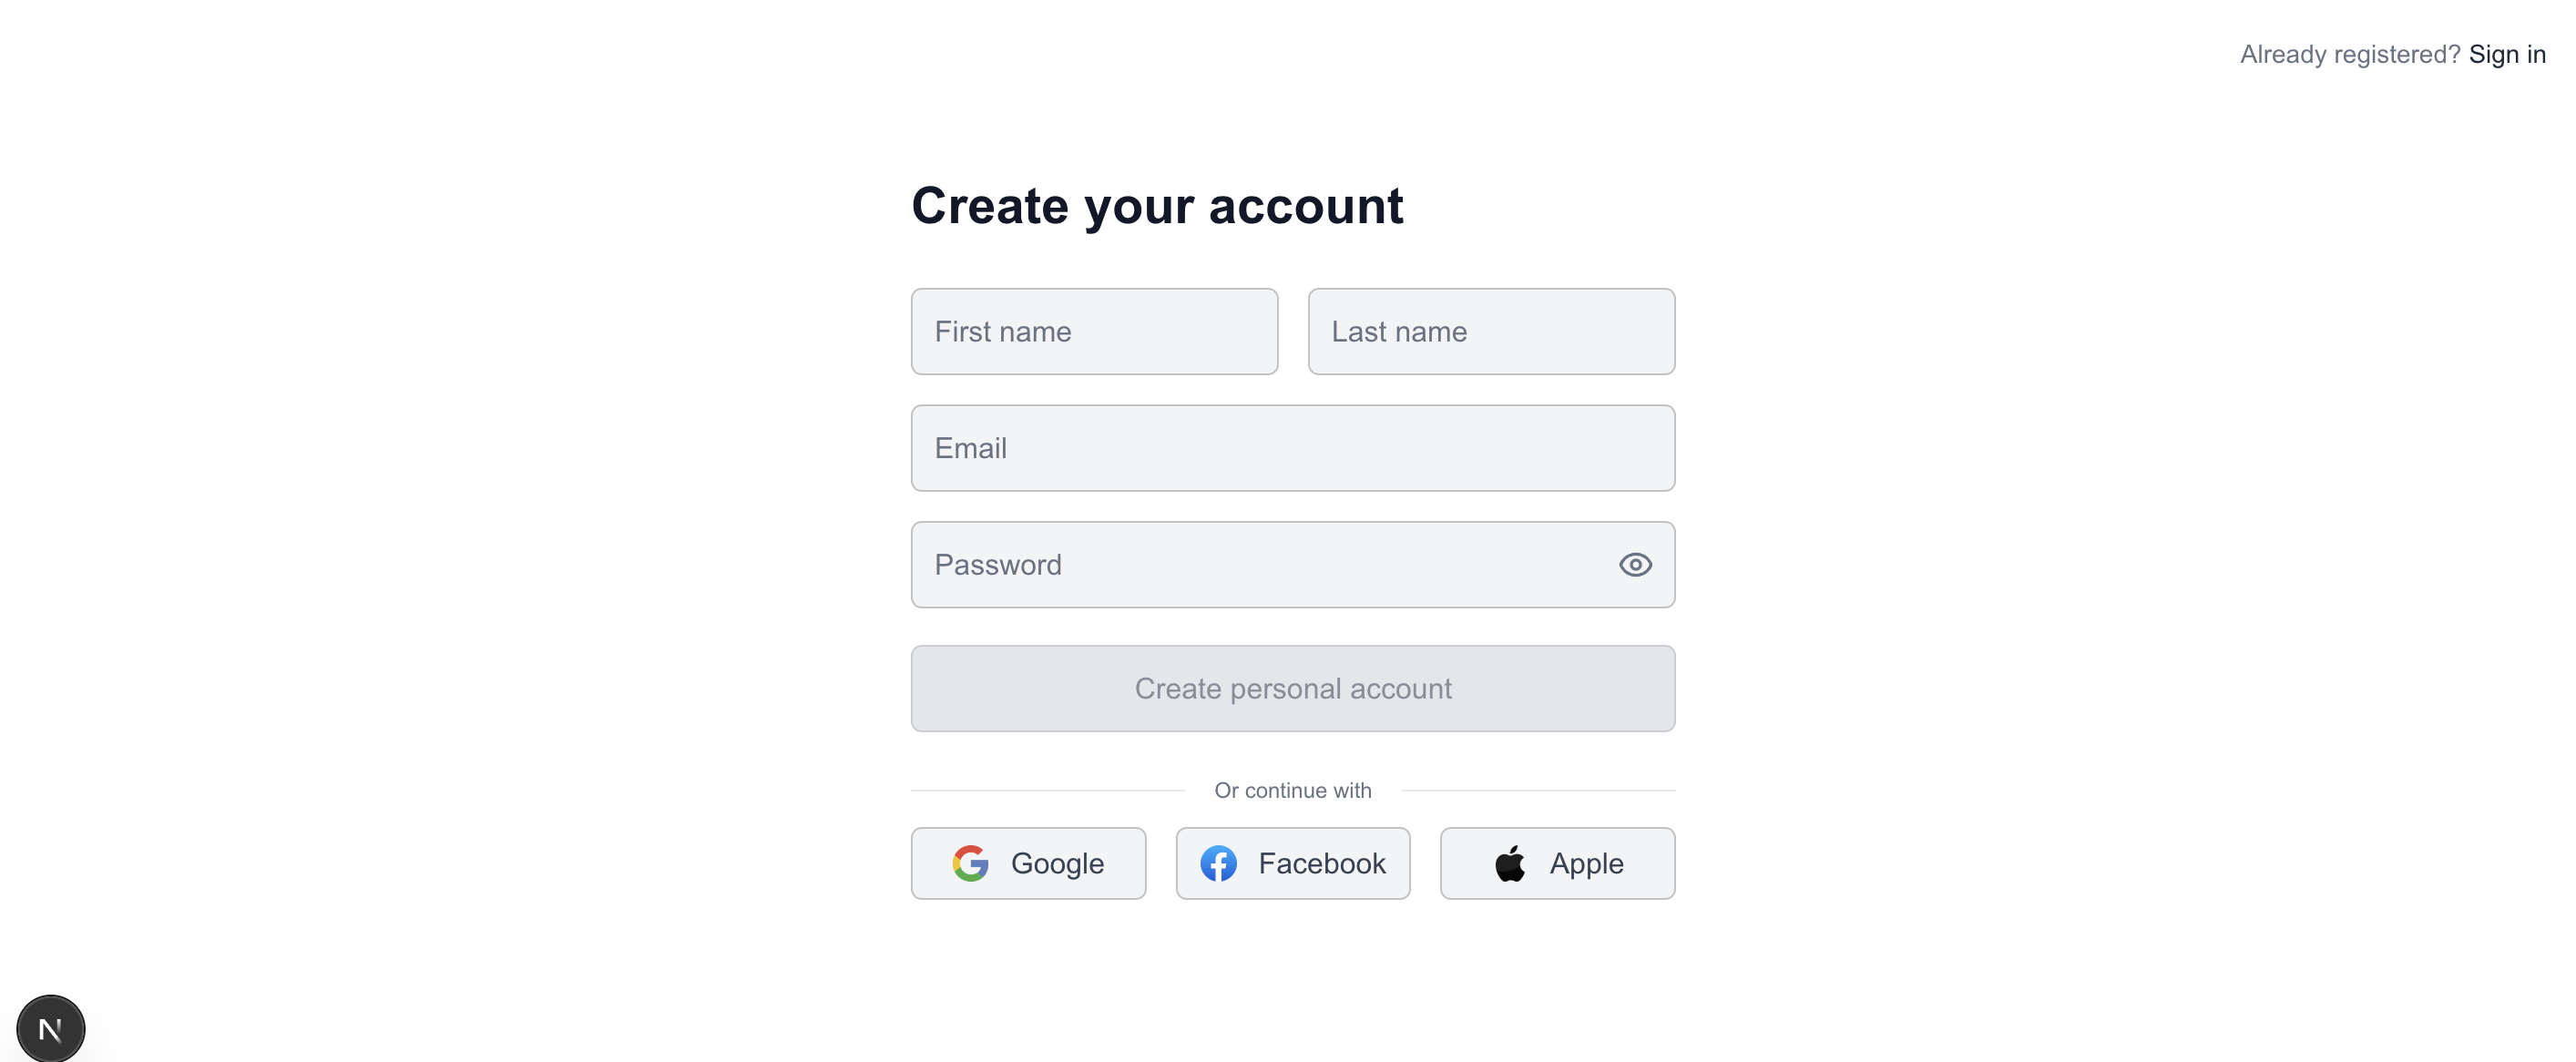 Already registered? Sign in
Create your account
First name
Last name
Email
Password
Create personal account
Or continue with
Google
Facebook
Apple
N